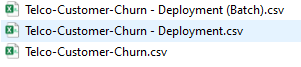 Telco-Customer-Churn - Deployment (Batch).csv
Telco-Customer-Churn - Deployment.csv
Telco-Customer-Churn.csv